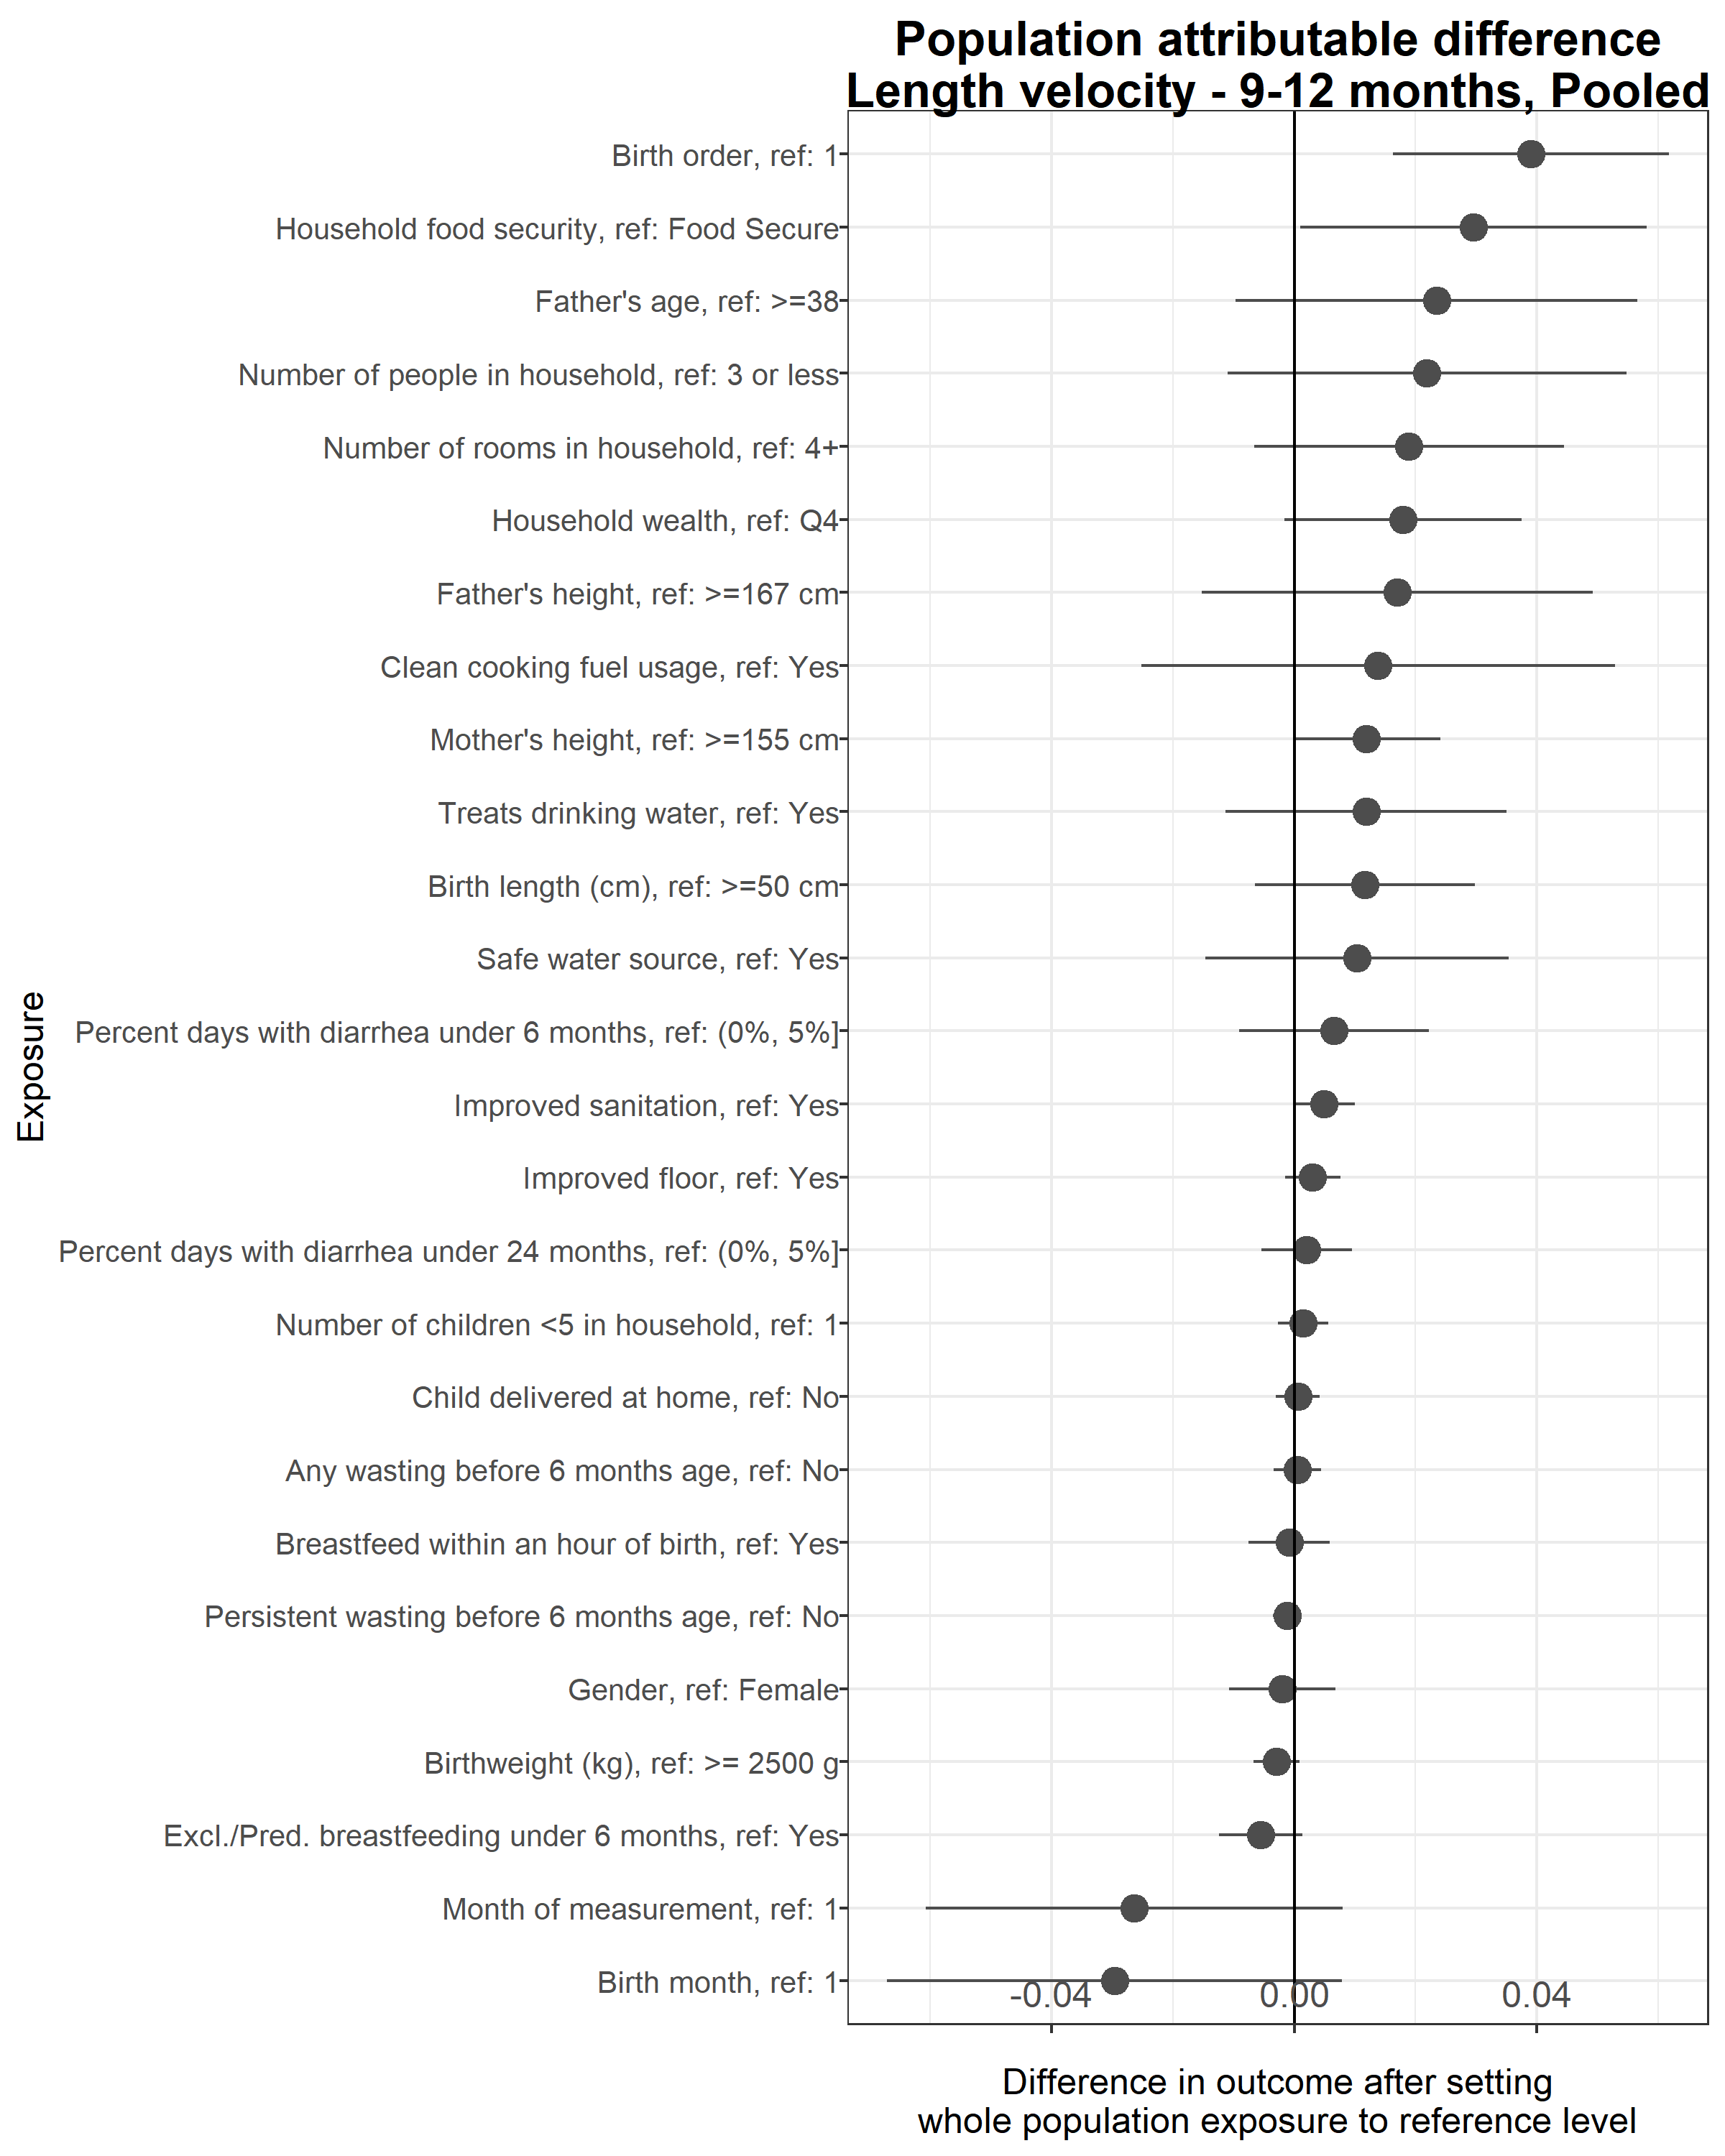 Population attributable difference
Length velocity - 9-12 months, Pooled
Birth order, ref: 1
Household food security, ref: Food Secure
Father's age, ref: >=38
Number of people in household, ref: 3 or less
Number of rooms in household, ref: 4+
Household wealth, ref: Q4
Father's height, ref: >=167 cm
Clean cooking fuel usage, ref: Yes
Mother's height, ref: >=155 cm
Treats drinking water, ref: Yes
Birth length (cm), ref: >=50 cm
Safe water source, ref: Yes
Percent days with diarrhea under 6 months, ref: (0%, 5%]
Improved sanitation, ref: Yes
Improved floor, ref: Yes
Percent days with diarrhea under 24 months, ref: (0%, 5%]
Number of children <5 in household, ref: 1
Child delivered at home, ref: No
Any wasting before 6 months age, ref: No
Breastfeed within an hour of birth, ref: Yes
Persistent wasting before 6 months age, ref: No
Gender, ref: Female
Birthweight (kg), ref: >= 2500 g
Excl./Pred. breastfeeding under 6 months, ref: Yes
Month of measurement, ref: 1
Birth month, ref: 1
Exposure
-0.04 0.00 0.04
Difference in outcome after setting
whole population exposure to reference level